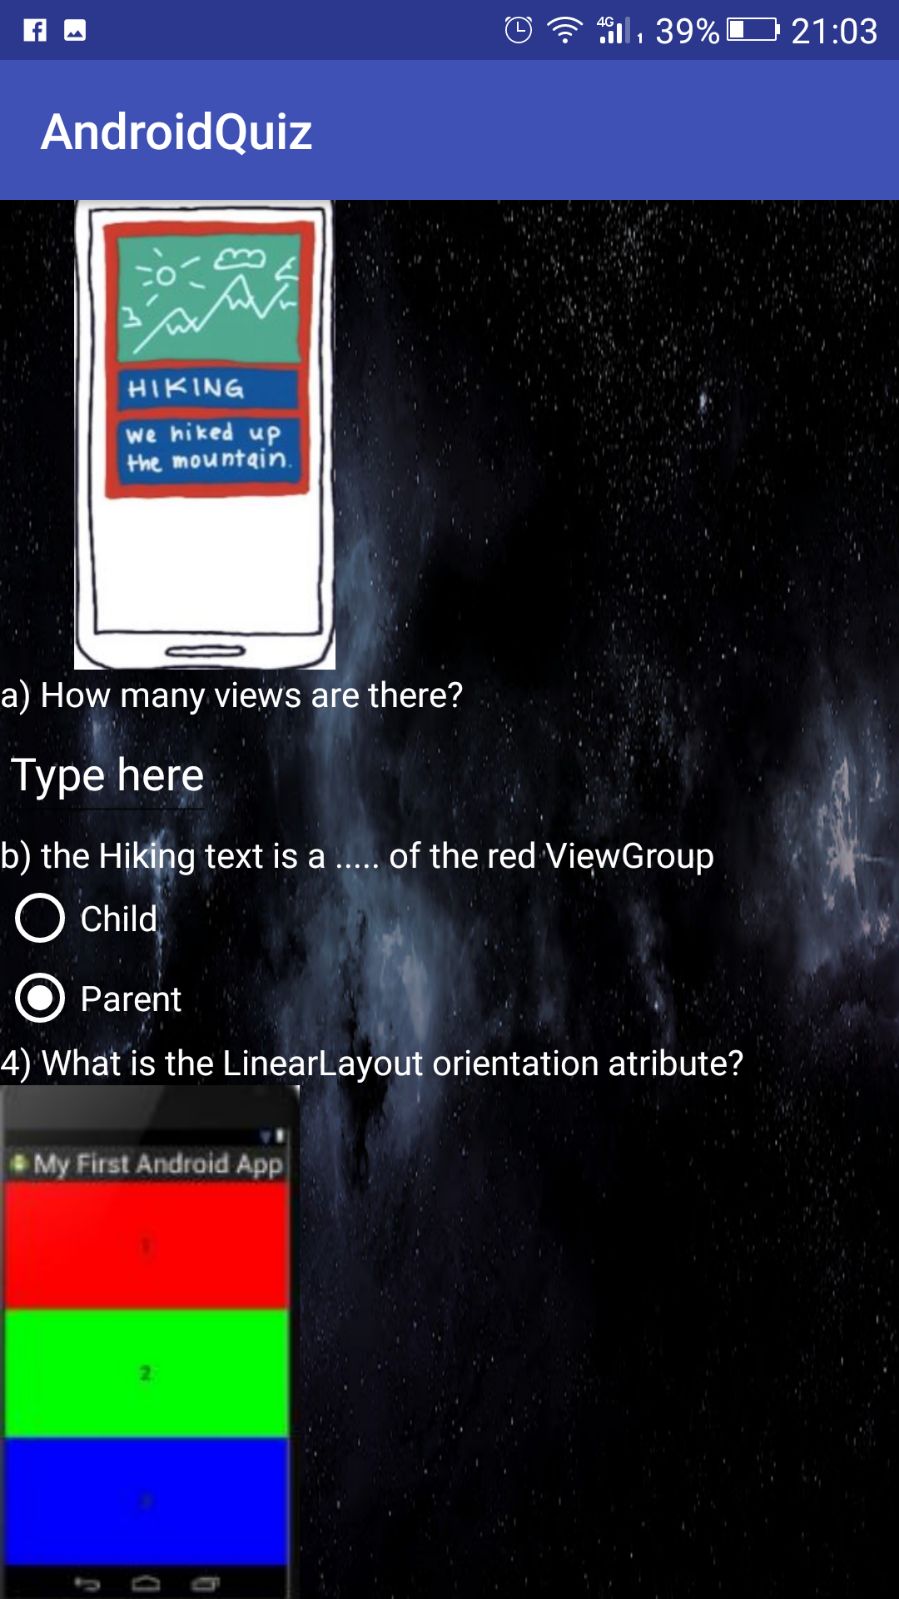 4G 1 39% 21:03
AndroidQuiz
HIKING
we hiked up
the mountain.
a) How many views are there?
Type here
b) the Hiking text is a ..... of the red ViewGroup
Child
Parent
4) What is the LinearLayout orientation atribute?
My First Android App
1
2